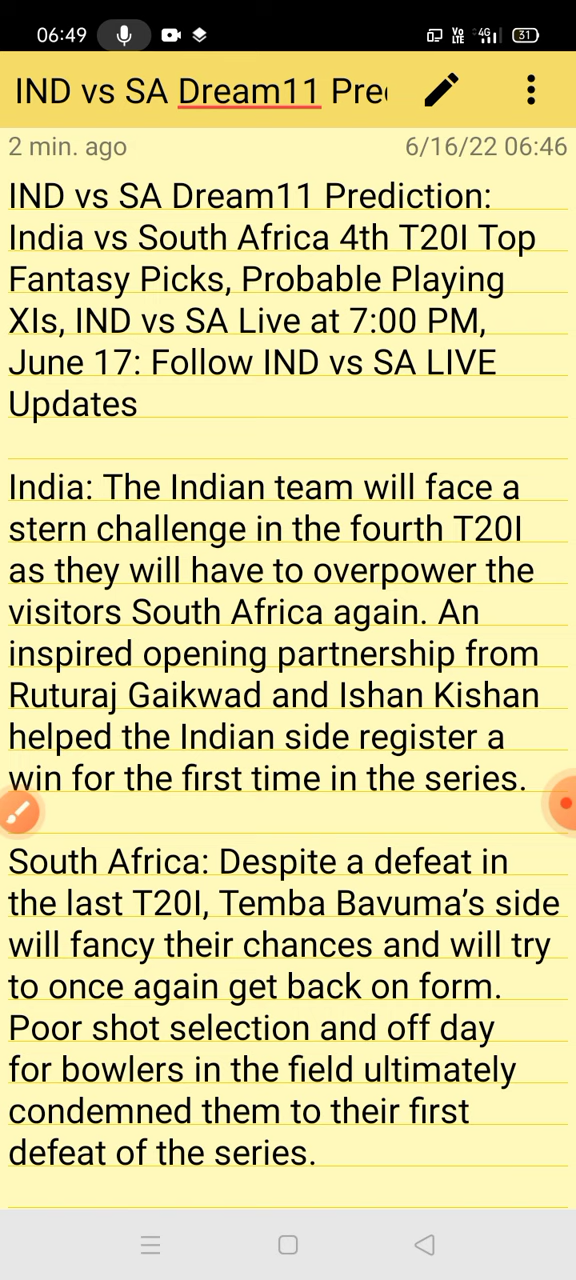 06:49
Vo LTE 4G 31
IND vs SA Dream11 Pre
2 min. ago 6/16/22 06:46
IND vs SA Dream11 Prediction:
India vs South Africa 4th T20I Top
Fantasy Picks, Probable Playing
XIs, IND vs SA Live at 7:00 PM,
June 17: Follow IND vs SA LIVE
Updates
India: The Indian team will face a
stern challenge in the fourth T20I
as they will have to overpower the
visitors South Africa again. An
inspired opening partnership from
Ruturaj Gaikwad and Ishan Kishan
helped the Indian side register a
win for the first time in the series.
South Africa: Despite a defeat in
the last T20I, Temba Bavuma’s side
will fancy their chances and will try
to once again get back on form.
Poor shot selection and off day
for bowlers in the field ultimately
condemned them to their first
defeat of the series.